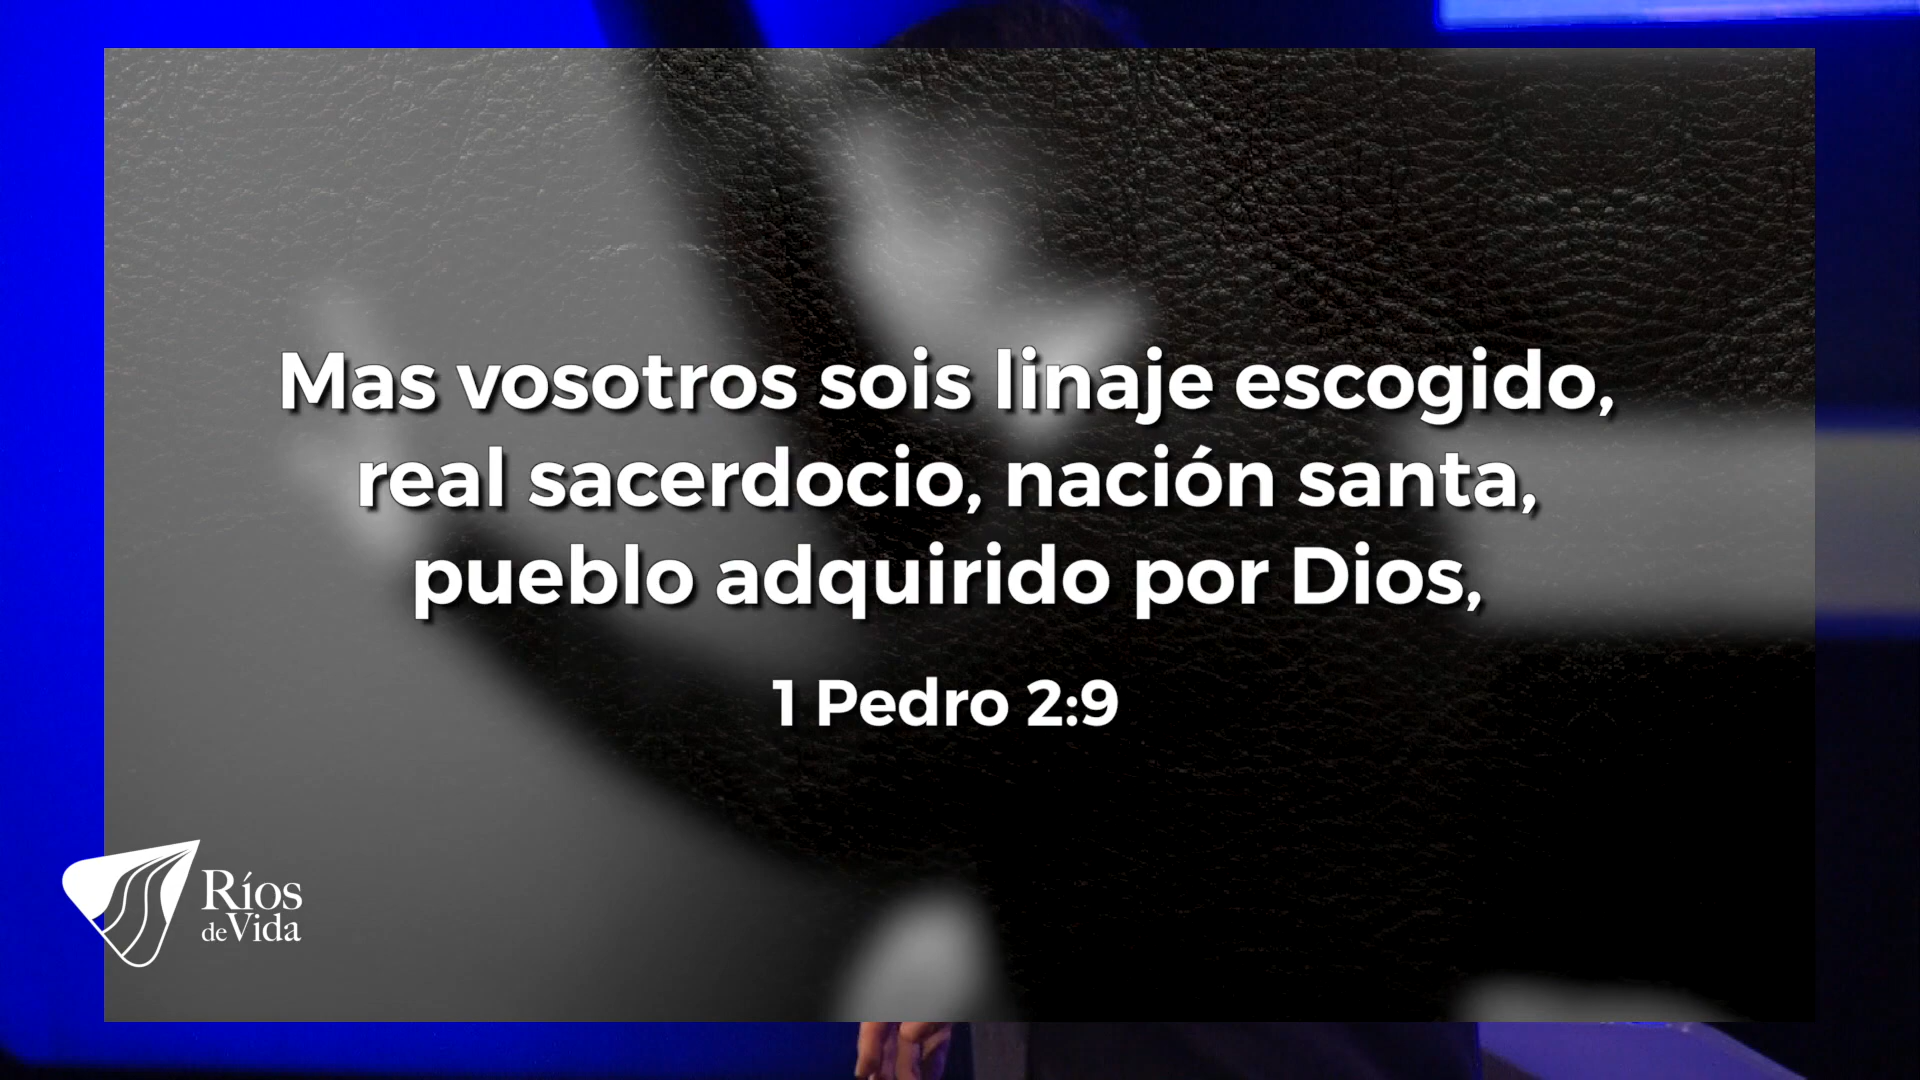 Mas vosotros sois linaje escogido,
real sacerdocio, nación santa,
pueblo adquirido por Dios,
1 Pedro 2:9
Ríos
de Vida